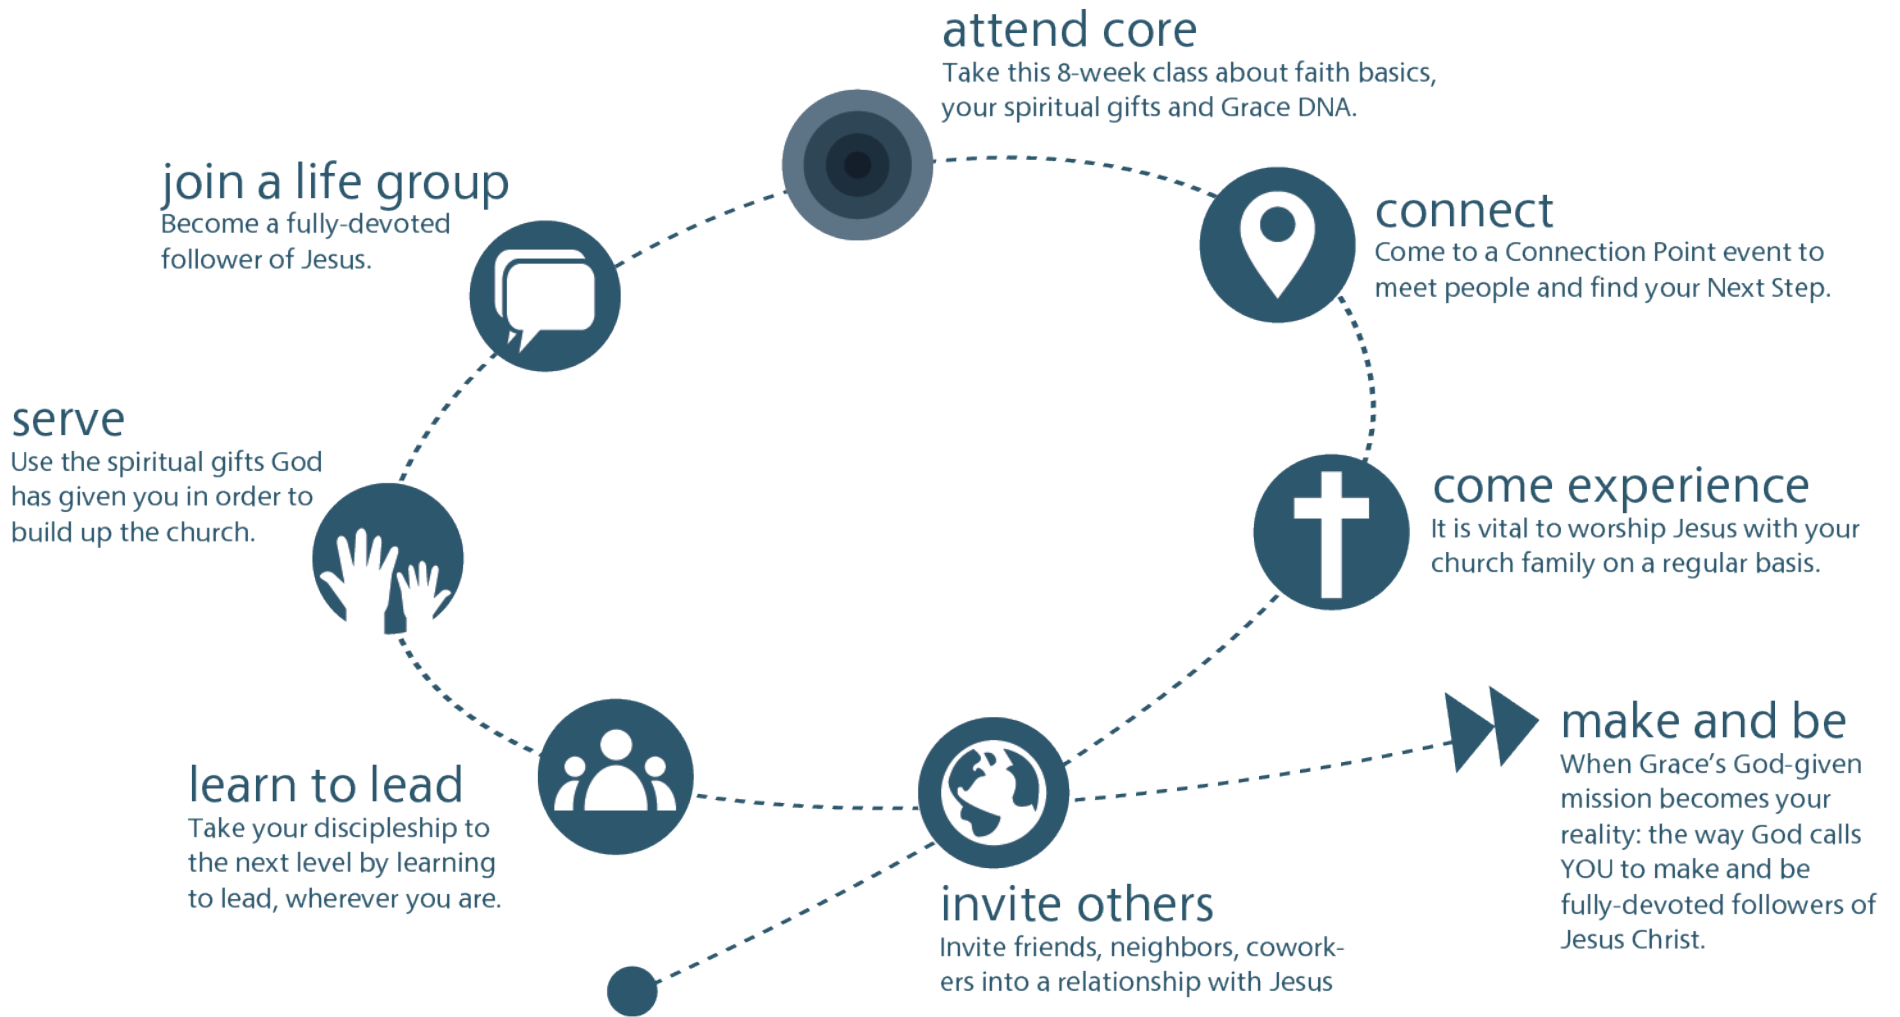 attend core
Take this 8-week class about faith basics,
your spiritual gifts and Grace DNA.
join a life group
Become a fully-devoted
follower of Jesus.
connect
Come to a Connection Point event to
meet people and find your Next Step.
serve
Use the spiritual gifts God
has given you in order to
build up the church.
come experience
It is vital to worship Jesus with your
church family on a regular basis.
learn to lead
Take your discipleship to
the next level by learning
to lead, wherever you are.
invite others
Invite friends, neighbors, cowork-
ers into a relationship with Jesus
make and be
When Grace’s God-given
mission becomes your
reality: the way God calls
YOU to make and be
fully-devoted followers of
Jesus Christ.